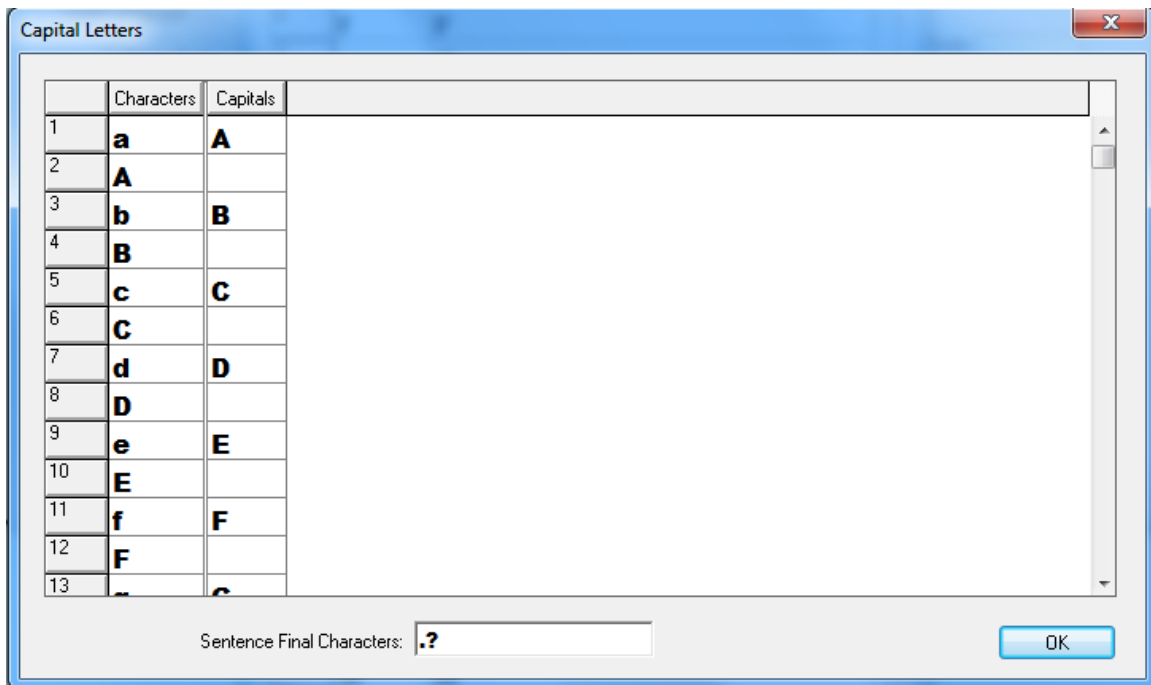 Capital Letters
Characters Capitals
1 a A
2 A
3 b B
4 B
5 c C
6 C
7 d D
8 D
9 e E
10 E
11 f F
12 F
13
Sentence Final Characters: .? OK